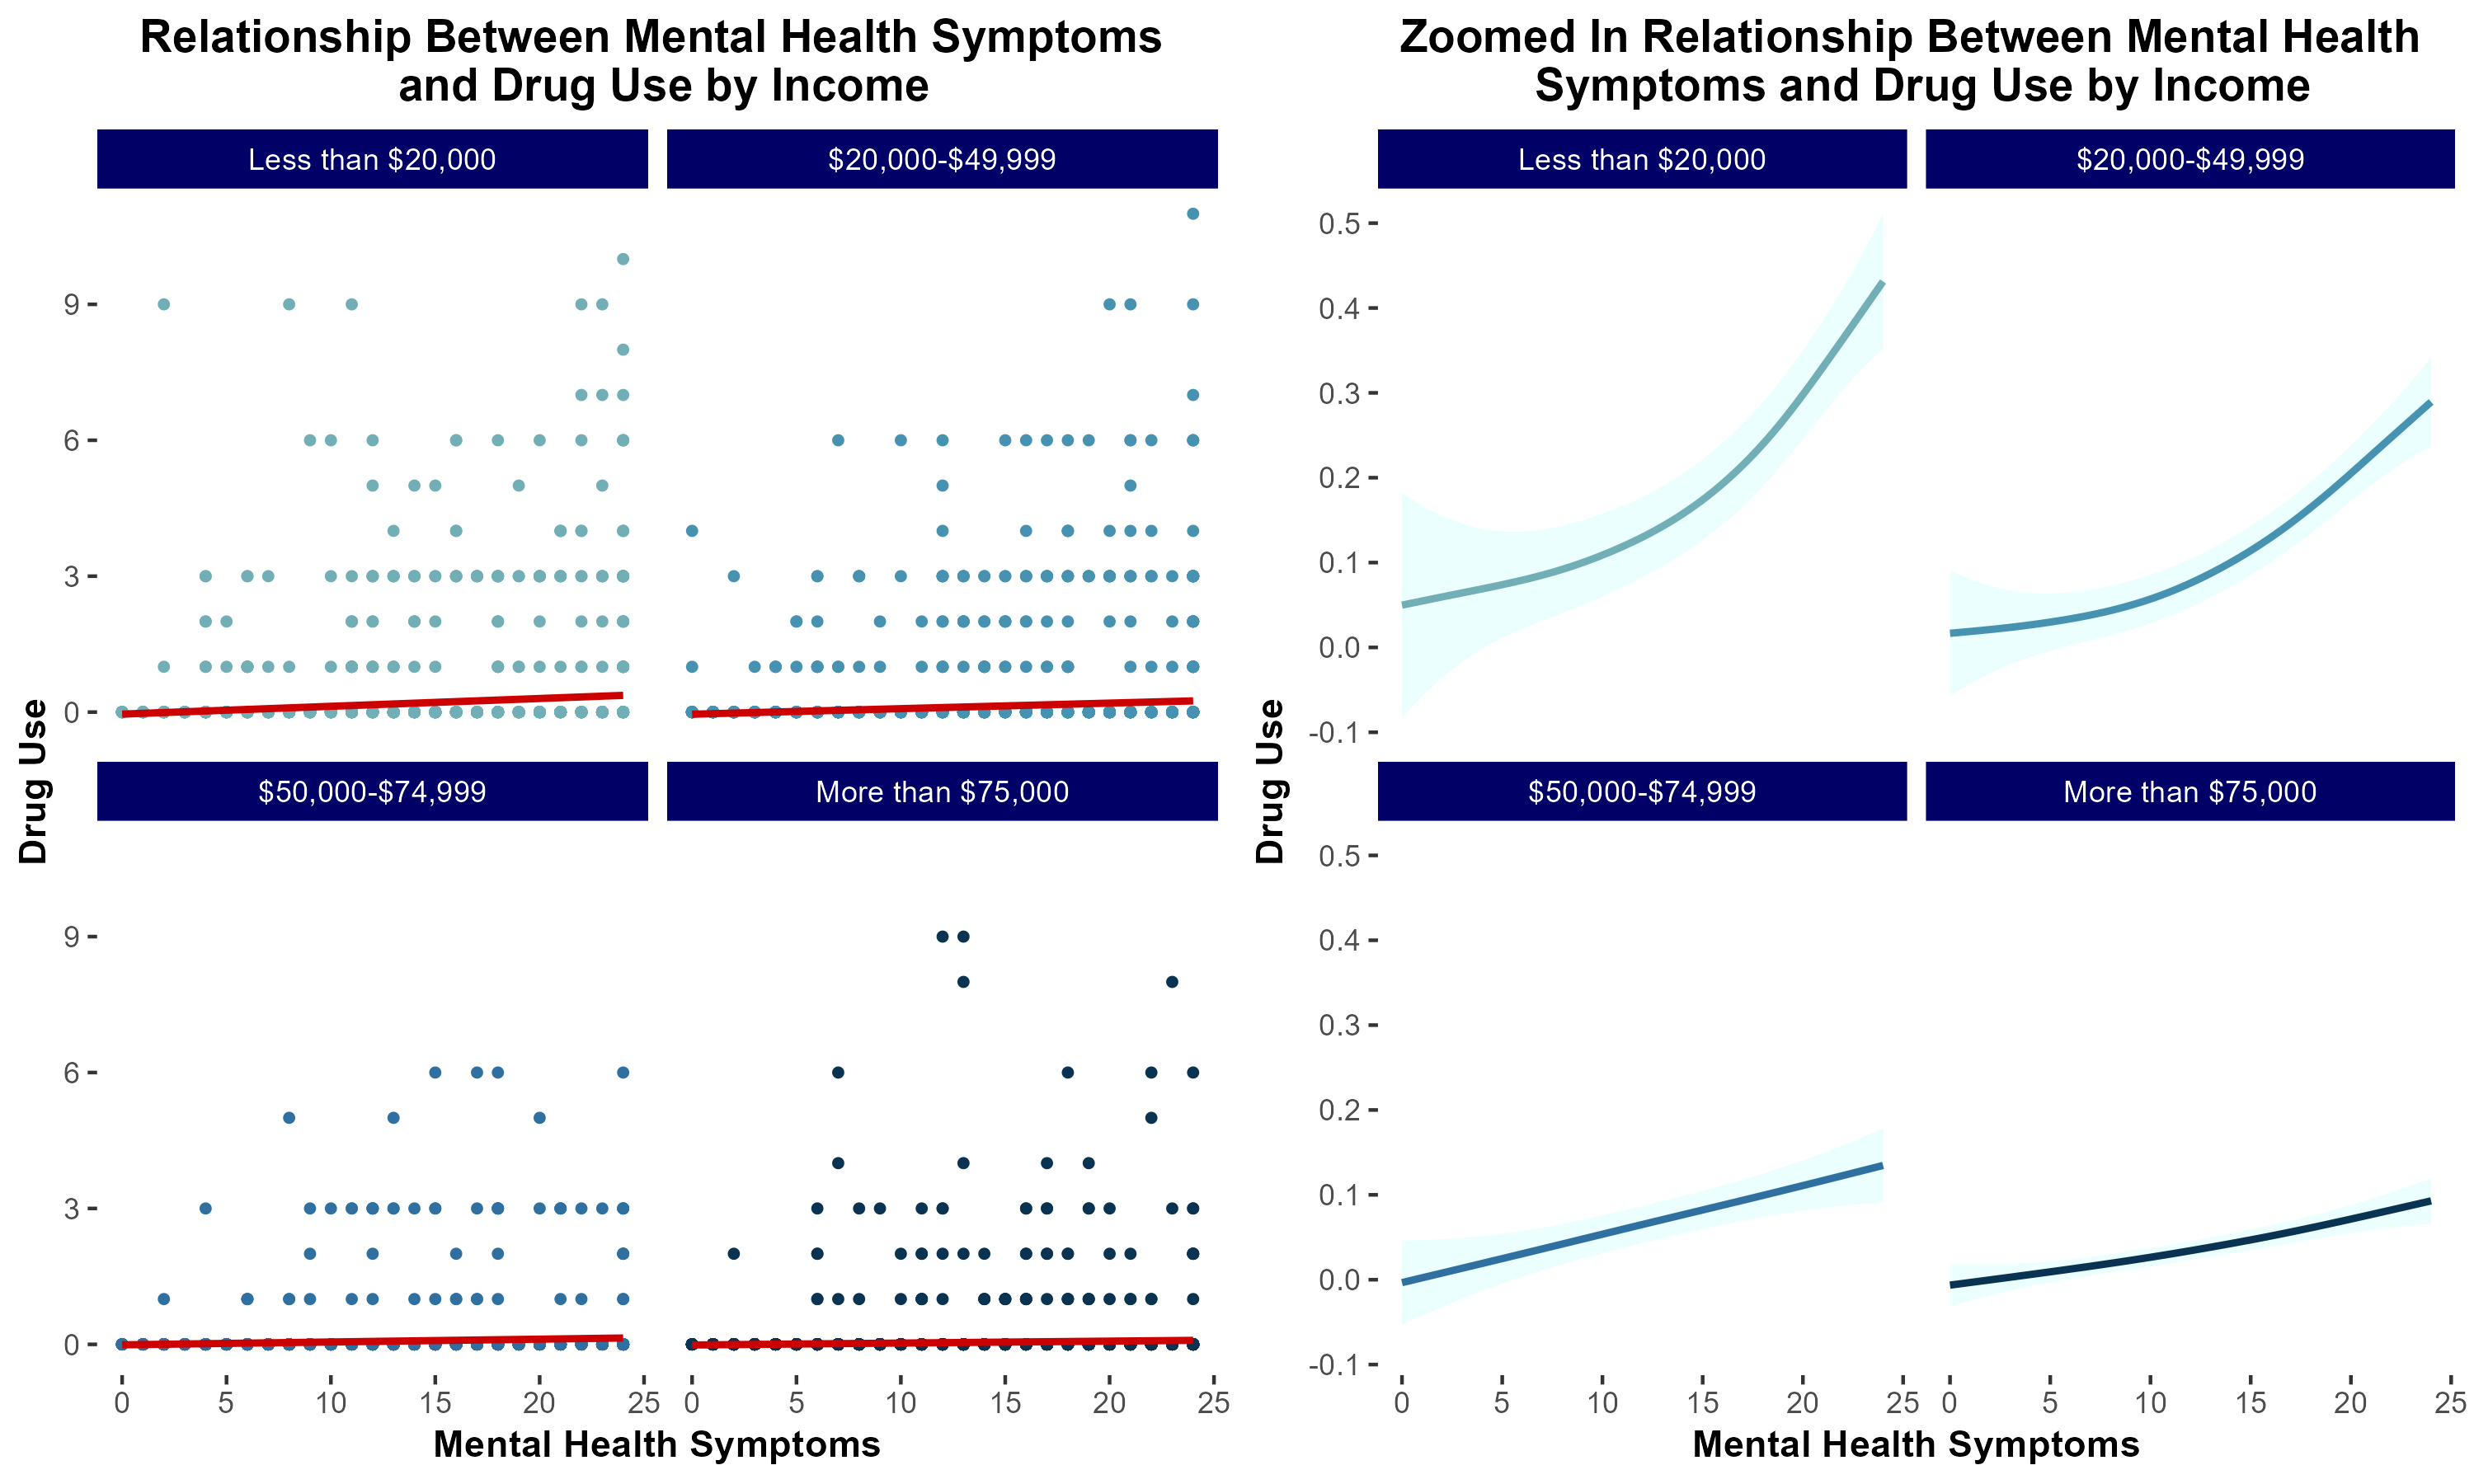 Relationship Between Mental Health Symptoms
and Drug Use by Income
Less than $20,000
$20,000-$49,999
9
6
3
0
$50,000-$74,999
More than $75,000
9
6
3
0
0 5 10 15 20 25
0 5 10 15 20 25
Drug Use
Mental Health Symptoms
Zoomed In Relationship Between Mental Health
Symptoms and Drug Use by Income
Less than $20,000
$20,000-$49,999
0.5
0.4
0.3
0.2
0.1
0.0
-0.1
$50,000-$74,999
More than $75,000
0.5
0.4
0.3
0.2
0.1
0.0
-0.1
0 5 10 15 20 25
0 5 10 15 20 25
Drug Use
Mental Health Symptoms